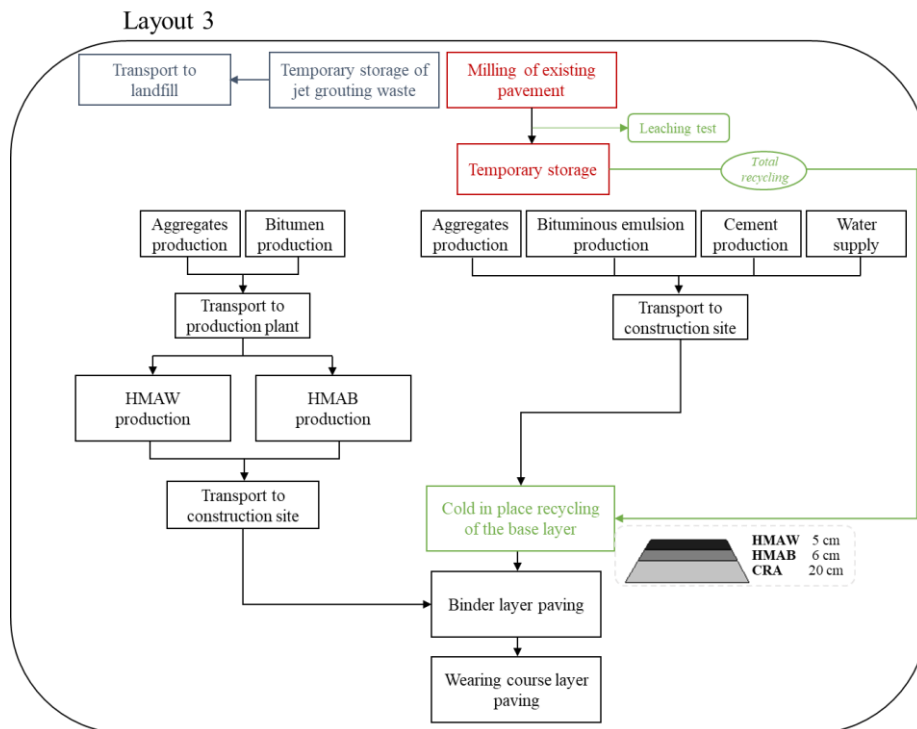 Layout 3
Transport to
landfill
Temporary storage of
jet grouting waste
Milling of existing
pavement
Leaching test
Temporary storage
Total
recycling
Aggregates
production
Bitumen
production
Aggregates
production
Bituminous emulsion
production
Cement
production
Water
supply
Transport to
production plant
Transport to
construction site
HMAW
production
HMAB
production
Transport to
construction site
Cold in place recycling
of the base layer
HMAW 5 cm
HMAB 6 cm
CRA 20 cm
Binder layer paving
Wearing course layer
paving